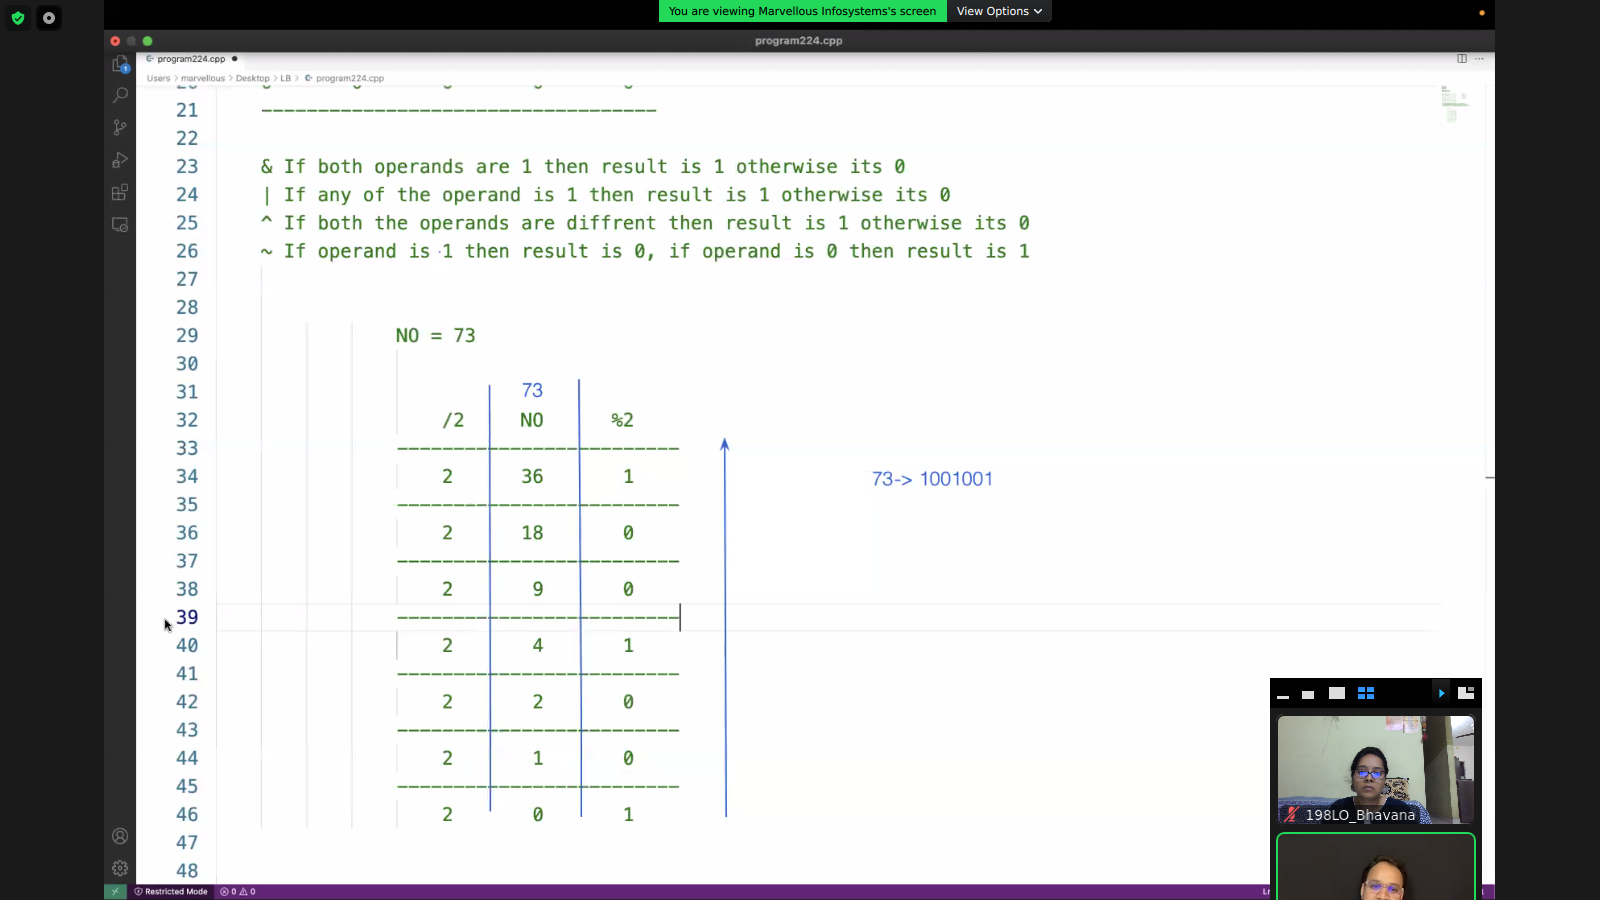 You are viewing Marvellous Infosystems's screen View Options
program224.cpp
program224.cpp
Users > marvellous > Desktop > LB > program224.cpp
21 -----------------------------------
22
23 & If both operands are 1 then result is 1 otherwise its 0
24 | If any of the operand is 1 then result is 1 otherwise its 0
25 ^ If both the operands are diffrent then result is 1 otherwise its 0
26 ~ If operand is 1 then result is 0, if operand is 0 then result is 1
27
28
29 NO = 73
30
31 73
32 /2 NO %2
33 -------------------------
34 2 36 1 73-> 1001001
35 -------------------------
36 2 18 0
37 -------------------------
38 2 9 0
39 -------------------------
40 2 4 1
41 -------------------------
42 2 2 0
43 -------------------------
44 2 1 0
45 -------------------------
46 2 0 1
47
48
198LO_Bhavana
Restricted Mode 0 0